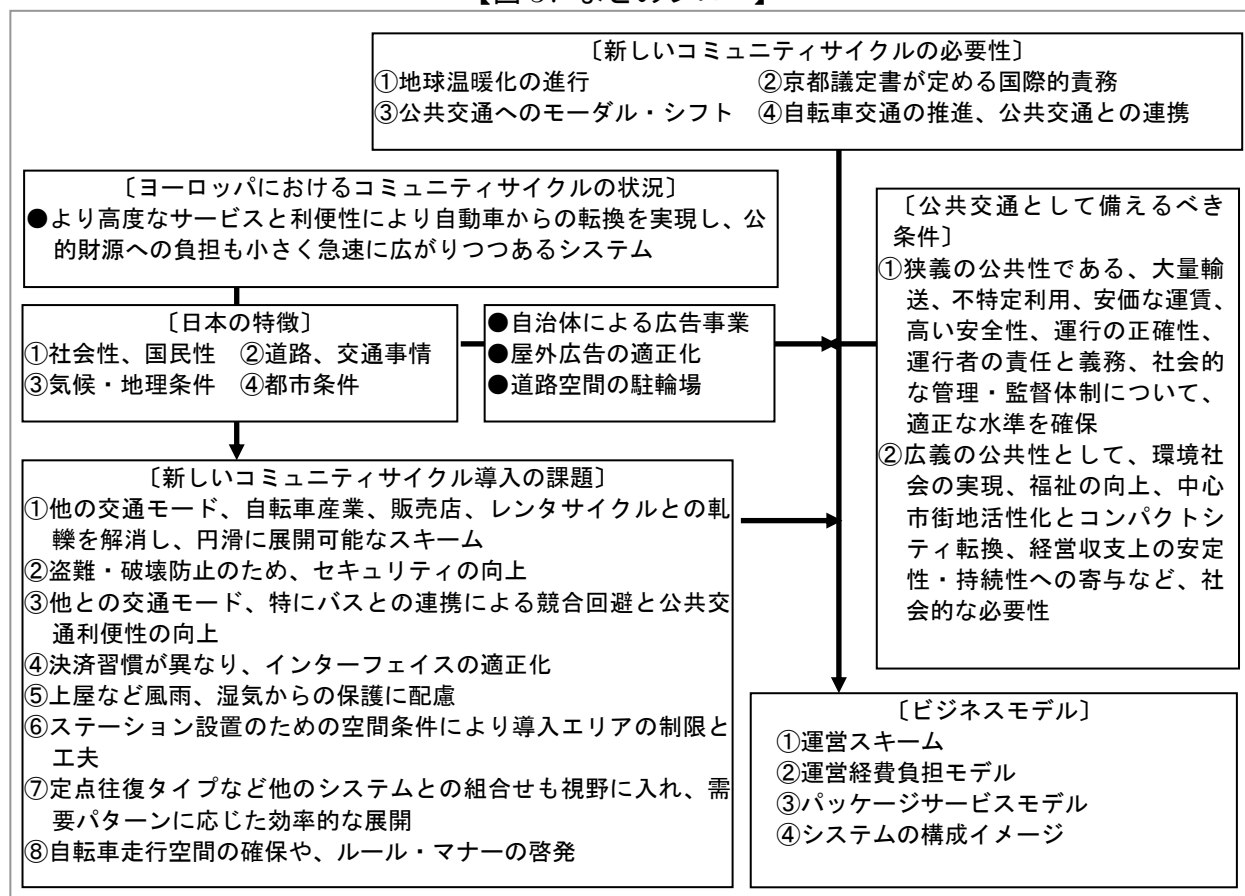 〔新しいコミュニティサイクルの必要性〕
①地球温暖化の進行 ②京都議定書が定める国際的責務
③公共交通へのモーダル・シフト ④自転車交通の推進、公共交通との連携
〔ヨーロッパにおけるコミュニティサイクルの状況〕
●より高度なサービスと利便性により自動車からの転換を実現し、公
的財源への負担も小さく急速に広がりつつあるシステム
〔日本の特徴〕
①社会性、国民性 ②道路、交通事情
③気候・地理条件 ④都市条件
●自治体による広告事業
●屋外広告の適正化
●道路空間の駐輪場
〔公共交通として備えるべき
条件〕
①狭義の公共性である、大量輸
送、不特定利用、安価な運賃、
高い安全性、運行の正確性、
運行者の責任と義務、社会的
な管理・監督体制について、
適正な水準を確保
②広義の公共性として、環境社
会の実現、福祉の向上、中心
市街地活性化とコンパクトシ
ティ転換、経営収支上の安定
性・持続性への寄与など、社
会的な必要性
〔新しいコミュニティサイクル導入の課題〕
①他の交通モード、自転車産業、販売店、レンタサイクルとの軋
轢を解消し、円滑に展開可能なスキーム
②盗難・破壊防止のため、セキュリティの向上
③他との交通モード、特にバスとの連携による競合回避と公共交
通利便性の向上
④決済習慣が異なり、インターフェイスの適正化
⑤上屋など風雨、湿気からの保護に配慮
⑥ステーション設置のための空間条件により導入エリアの制限と
工夫
⑦定点往復タイプなど他のシステムとの組合せも視野に入れ、需
要パターンに応じた効率的な展開
⑧自転車走行空間の確保や、ルール・マナーの啓発
〔ビジネスモデル〕
①運営スキーム
②運営経費負担モデル
③パッケージサービスモデル
④システムの構成イメージ